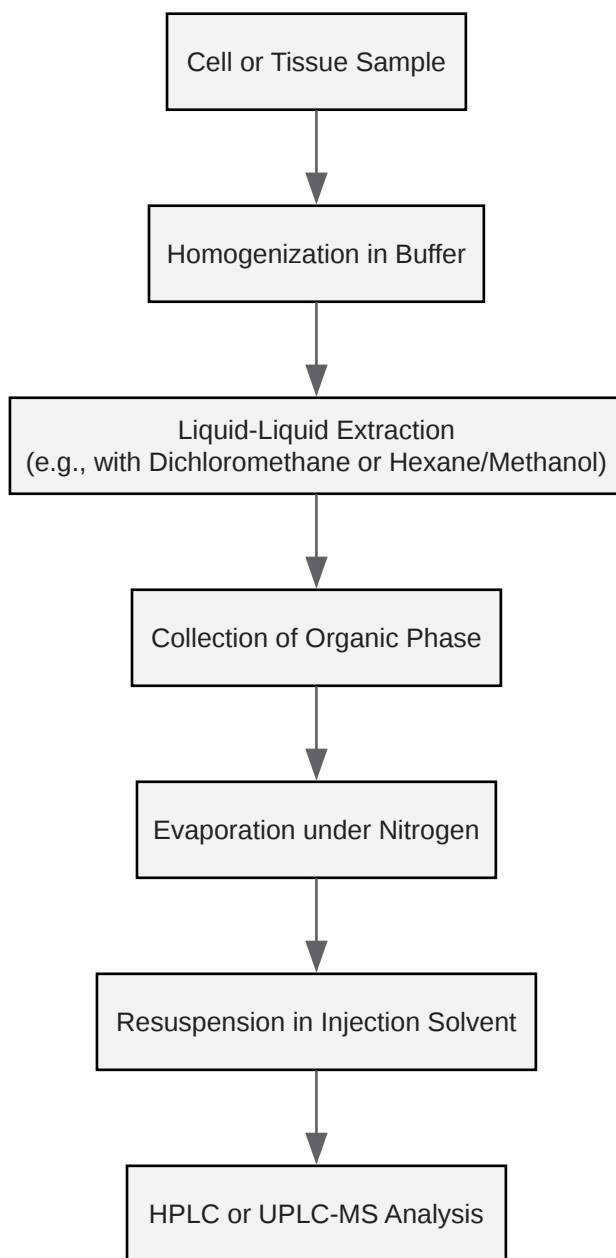 Cell or Tissue Sample
Homogenization in Buffer
Liquid-Liquid Extraction
(e.g., with Dichloromethane or Hexane/Methanol)
Collection of Organic Phase
Evaporation under Nitrogen
Resuspension in Injection Solvent
HPLC or UPLC-MS Analysis